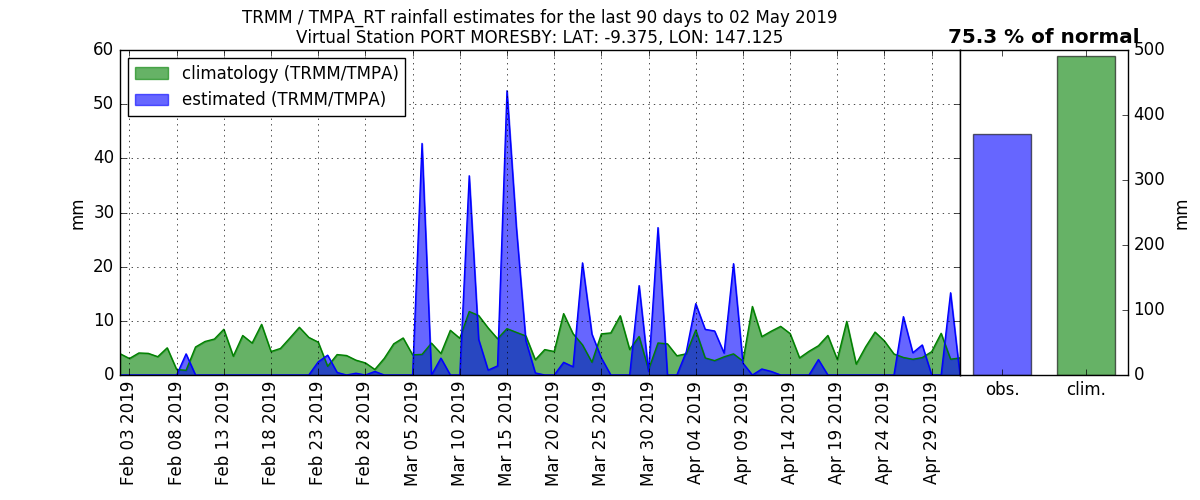 TRMM / TMPA_RT rainfall estimates for the last 90 days to 02 May 2019
Virtual Station PORT MORESBY: LAT: -9.375, LON: 147.125
75.3 % of normal
climatology (TRMM/TMPA)
estimated (TRMM/TMPA)
mm
60
50
40
30
20
10
0
Feb 03 2019
Feb 08 2019
Feb 13 2019
Feb 18 2019
Feb 23 2019
Feb 28 2019
Mar 05 2019
Mar 10 2019
Mar 15 2019
Mar 20 2019
Mar 25 2019
Mar 30 2019
Apr 04 2019
Apr 09 2019
Apr 14 2019
Apr 19 2019
Apr 24 2019
Apr 29 2019
obs.
clim.
500
400
300
200
100
0
mm